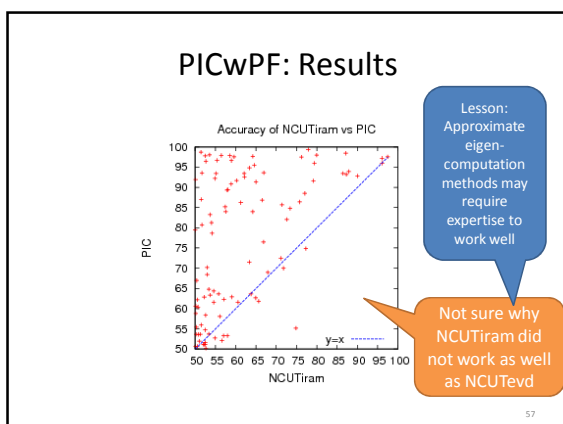 PICwPF: Results
Accuracy of NCUTiram vs PIC
100
95
90
85
80
75
70
65
60
55
50
PIC
50 55 60 65 70 75 80 85 90 95 100
NCUTiram
y=x
Lesson:
Approximate
eigen-
computation
methods may
require
expertise to
work well
Not sure why
NCUTiram did
not work as well
as NCUTevd
57